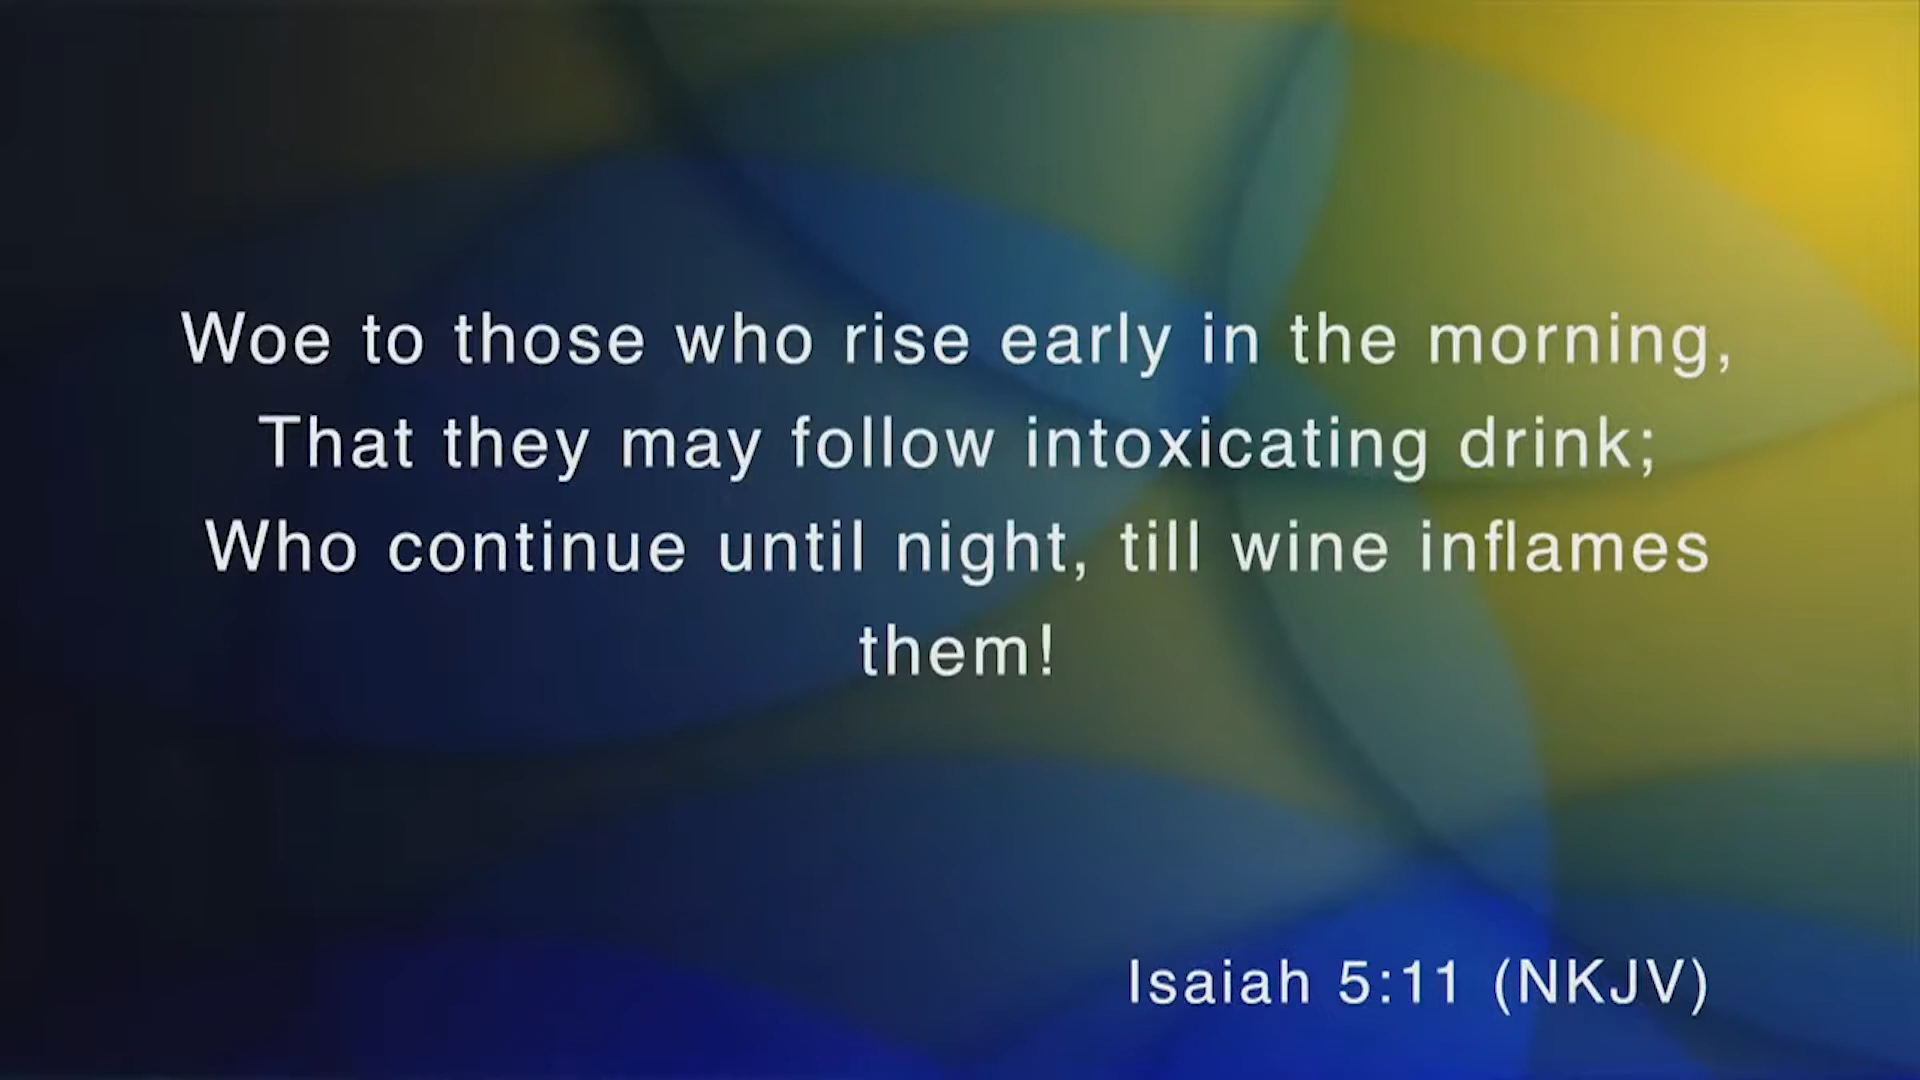 Woe to those who rise early in the morning,
That they may follow intoxicating drink;
Who continue until night, till wine inflames
them!
Isaiah 5:11 (NKJV)